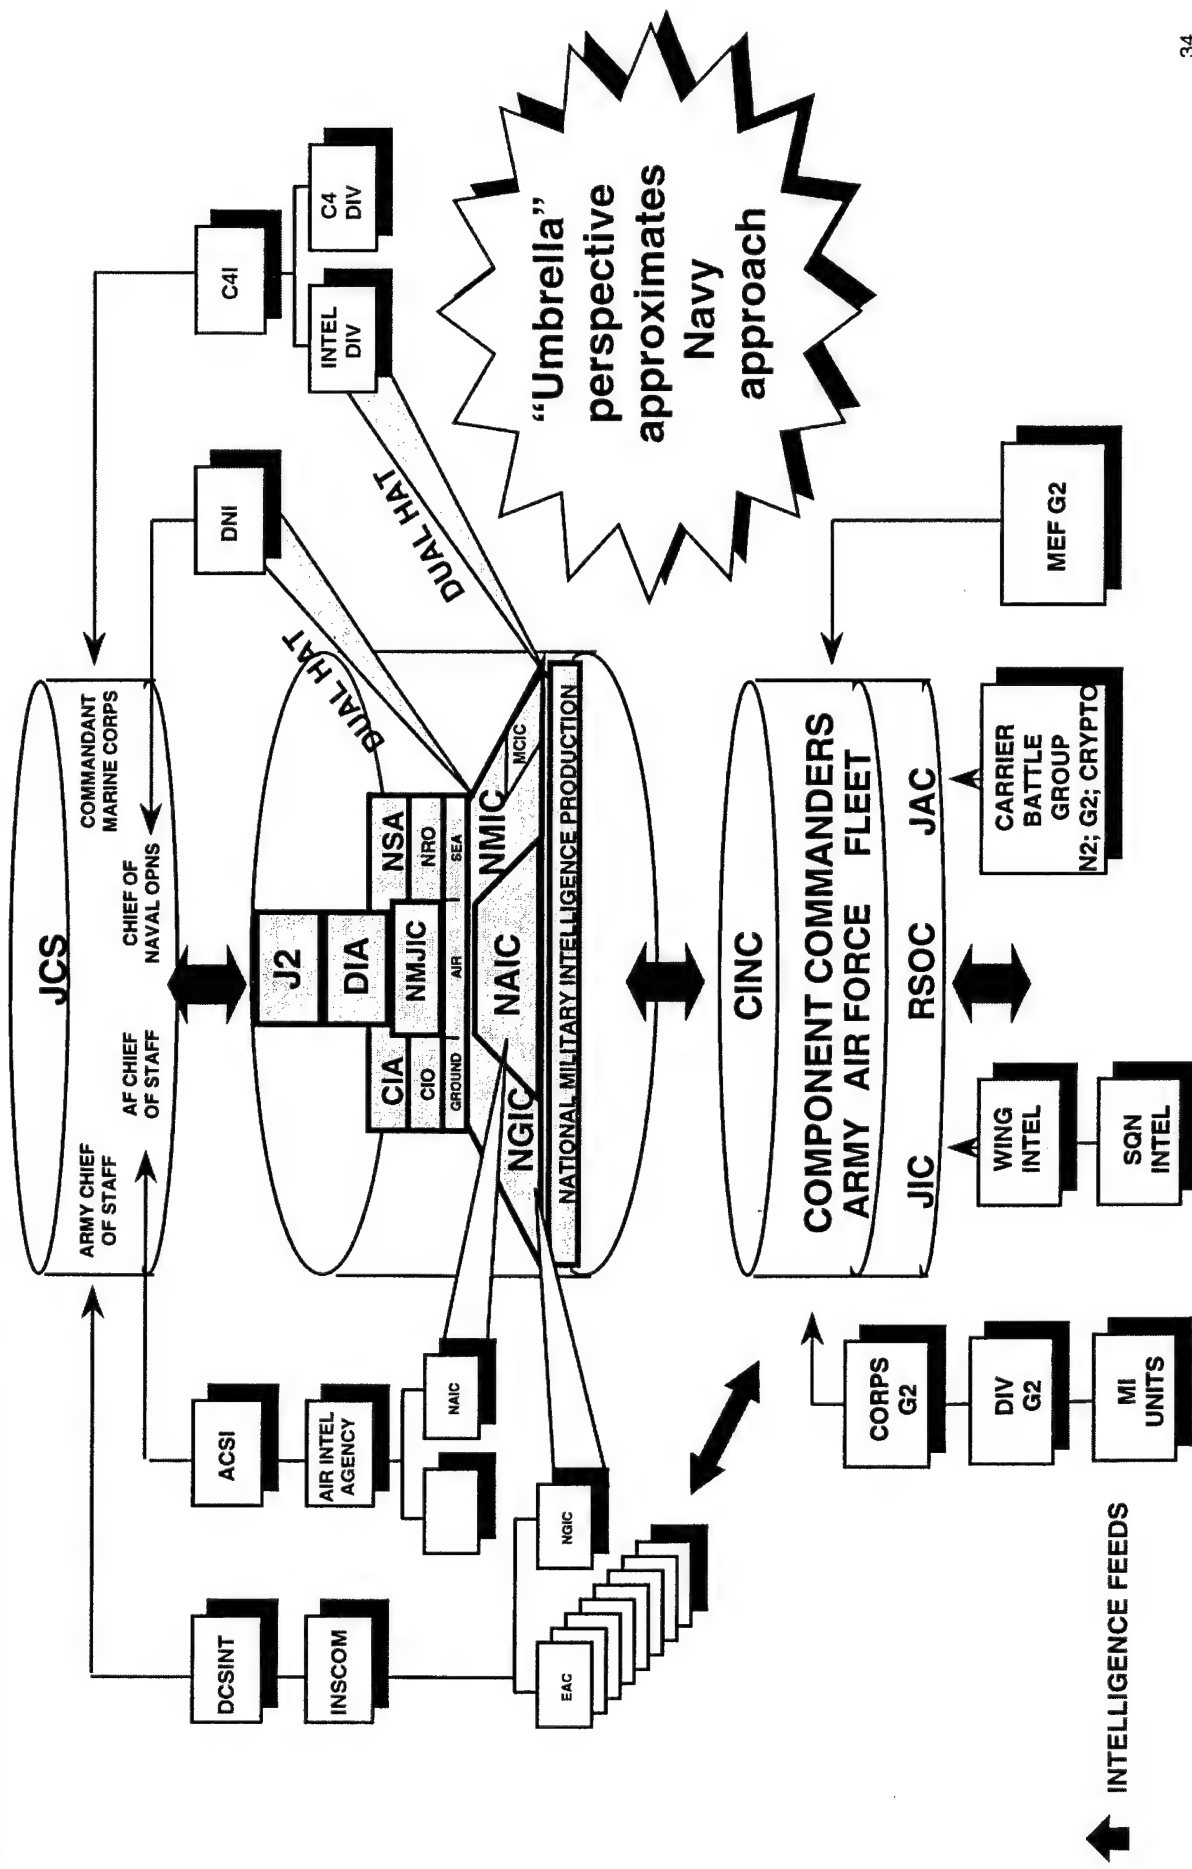 JCS
ARMY CHIEF
OF STAFF
AF CHIEF
OF STAFF
CHIEF OF
NAVAL OPNS
COMMANDANT
MARINE CORPS
DCSINT
INSCOM
EAC
NGIC
ACSI
AIR INTEL
AGENCY
NAIC
DNI
C4I
INTEL
DIV
C4
DIV
DUAL HAT
DUAL HAT
J2
CIA
DIA
NSA
CIO
NMJIC
NRO
GROUND
AIR
SEA
NGIC
NAIC
NMIC
MCIC
NATIONAL MILITARY INTELLIGENCE PRODUCTION
“Umbrella”
perspective
approximates
Navy
approach
CINC
COMPONENT COMMANDERS
ARMY AIR FORCE FLEET
JIC RSOC JAC
CORPS
G2
DIV
G2
MI
UNITS
WING
INTEL
SQN
INTEL
CARRIER
BATTLE
GROUP
N2; G2; CRYPTO
MEF G2
INTELLIGENCE FEEDS
34